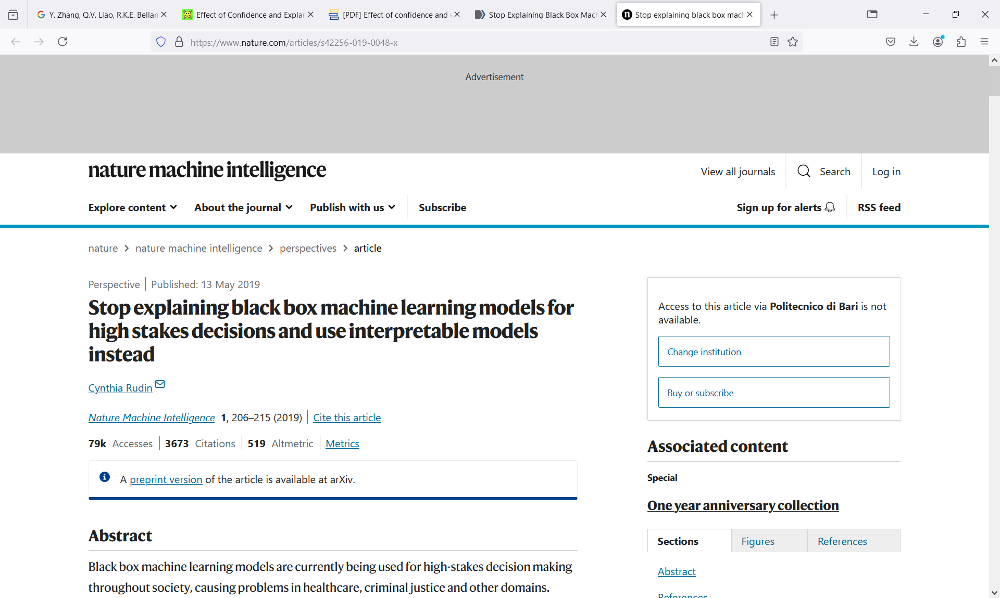 Y. Zhang, Q.V. Liao, R.K.E. Bellam
Effect of Confidence and Explan
[PDF] Effect of confidence and e
Stop Explaining Black Box Mach
Stop explaining black box mach
https://www.nature.com/articles/s42256-019-0048-x
Advertisement
nature machine intelligence
View all journals
Search
Log in
Explore content
About the journal
Publish with us
Subscribe
Sign up for alerts
RSS feed
nature > nature machine intelligence > perspectives > article
Perspective | Published: 13 May 2019
Stop explaining black box machine learning models for
high stakes decisions and use interpretable models
instead
Cynthia Rudin
Nature Machine Intelligence 1, 206–215 (2019) | Cite this article
79k Accesses | 3673 Citations | 519 Altmetric | Metrics
A preprint version of the article is available at arXiv.
Abstract
Black box machine learning models are currently being used for high-stakes decision making
throughout society, causing problems in healthcare, criminal justice and other domains.
Access to this article via Politecnico di Bari is not
available.
Change institution
Buy or subscribe
Associated content
Special
One year anniversary collection
Sections
Figures
References
Abstract
References